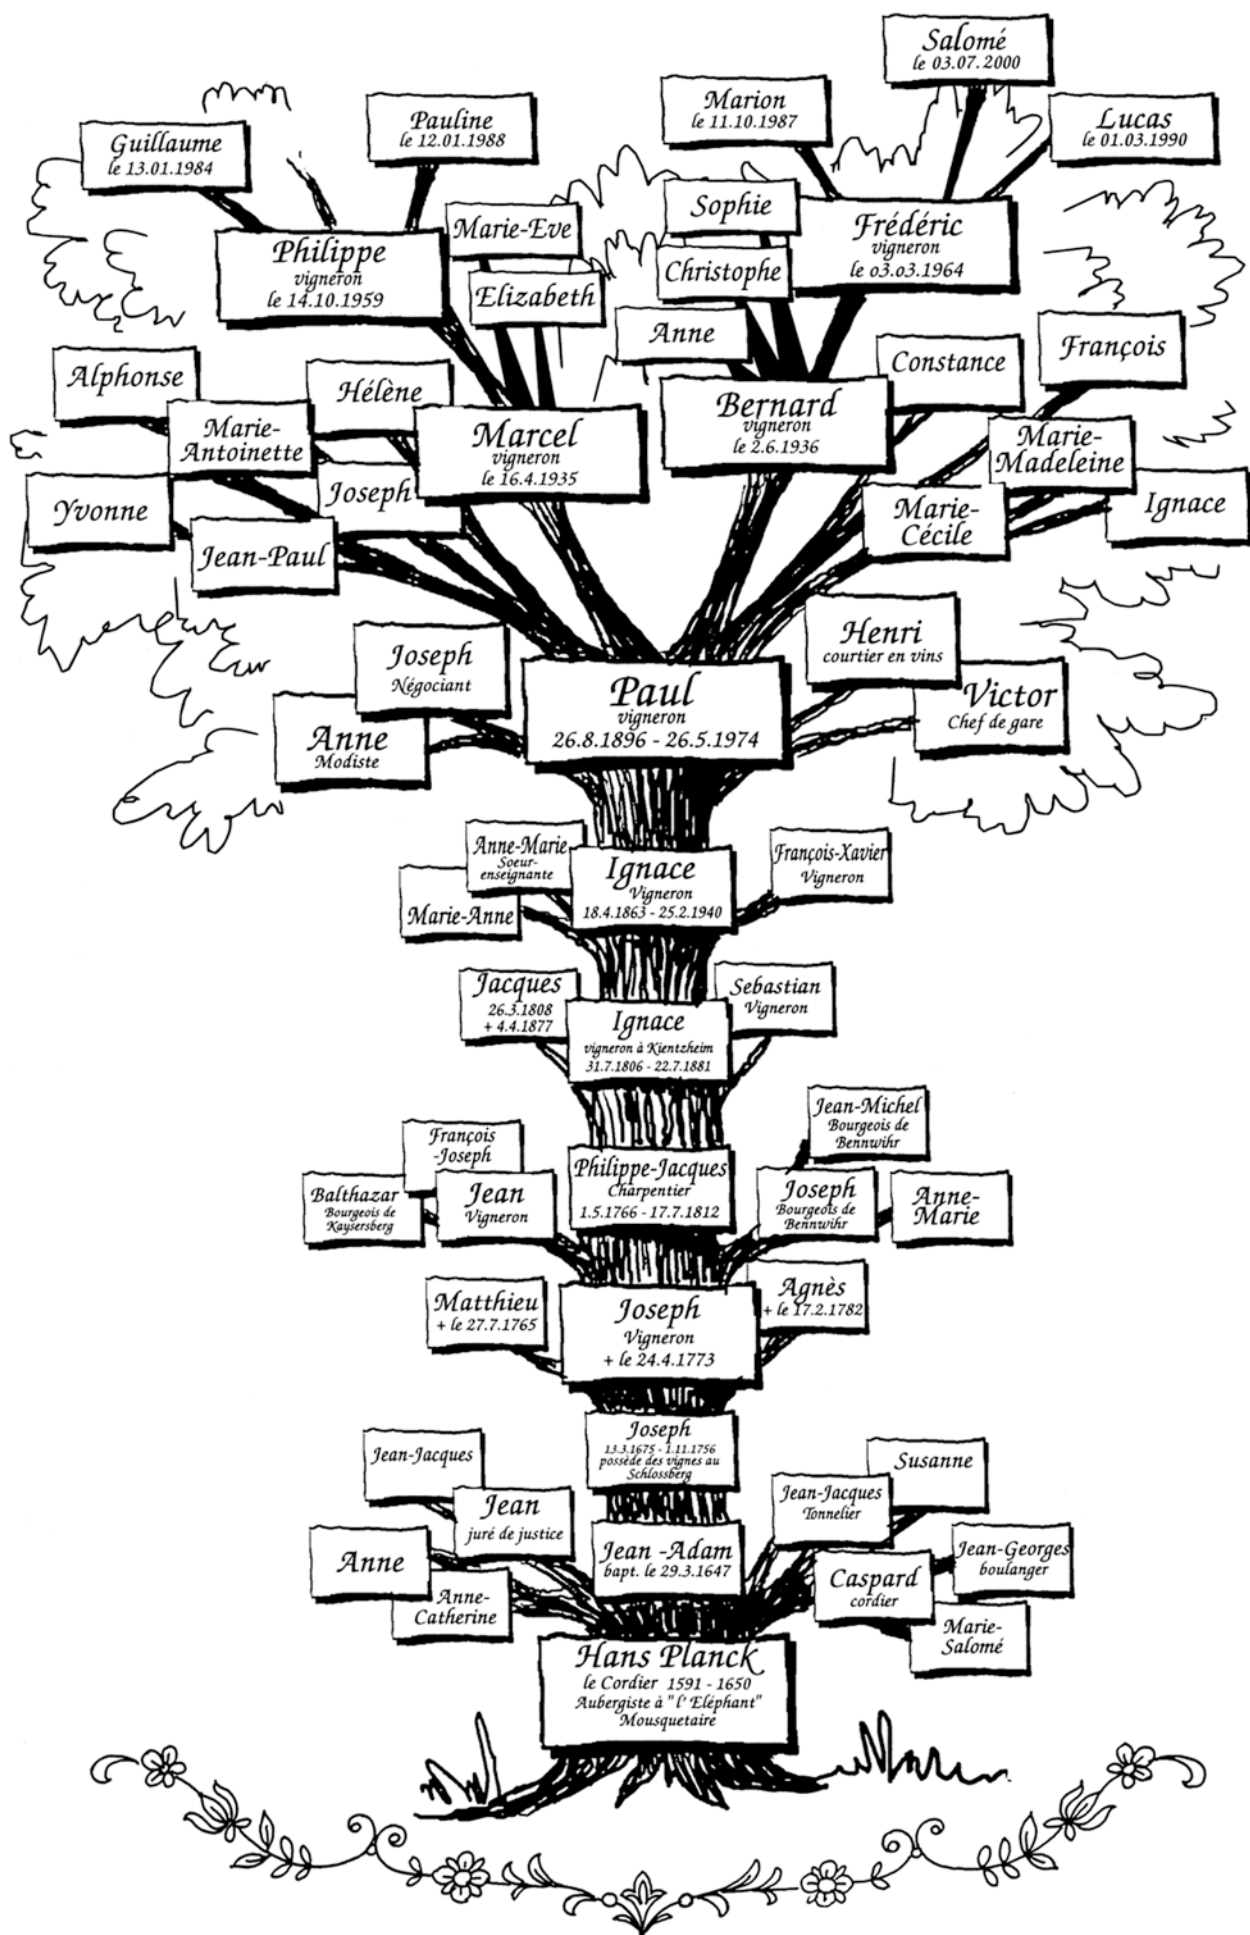 Salomé
le 03.07.2000
Marion
le 11.10.1987
Lucas
le 01.03.1990
Pauline
le 12.01.1988
Guillaume
le 13.01.1984
Sophie
Frédéric
vigneron
le 03.03.1964
Marie-Eve
Philippe
vigneron
le 14.10.1959
Christophe
Elizabeth
Anne
Constance
François
Alphonse
Hélène
Bernard
vigneron
le 2.6.1936
Marcel
vigneron
le 16.4.1935
Marie-
Antoinette
Marie-
Madeleine
Yvonne
Joseph
Marie-
Cécile
Ignace
Jean-Paul
Henri
courtier en vins
Joseph
Négociant
Paul
vigneron
26.8.1896 - 26.5.1974
Victor
Chef de gare
Anne
Modiste
Anne-Marie
Soeur-
enseignante
Ignace
Vigneron
18.4.1863 - 25.2.1940
François-Xavier
Vigneron
Marie-Anne
Jacques
26.3.1808
+ 4.4.1877
Sebastian
Vigneron
Ignace
vigneron à Kientzheim
31.7.1806 - 22.7.1881
Jean-Michel
Bourgeois de
Bennwihr
François
-Joseph
Philippe-Jacques
Charpentier
1.5.1766 - 17.7.1812
Balthazar
Bourgeois de
Kaysersberg
Jean
Vigneron
Joseph
Bourgeois de
Bennwihr
Anne-
Marie
Matthieu
+ le 27.7.1765
Joseph
Vigneron
+ le 24.4.1773
Agnès
+ le 17.2.1782
Joseph
13.3.1675 - 1.11.1756
possède des vignes au
Schlossberg
Jean-Jacques
Susanne
Jean
juré de justice
Jean-Jacques
Tonnelier
Anne
Jean -Adam
bapt. le 29.3.1647
Jean-Georges
boulanger
Anne-
Catherine
Caspard
cordier
Marie-
Salomé
Hans Planck
le Cordier 1591 - 1650
Aubergiste à "l'Eléphant"
Mousquetaire